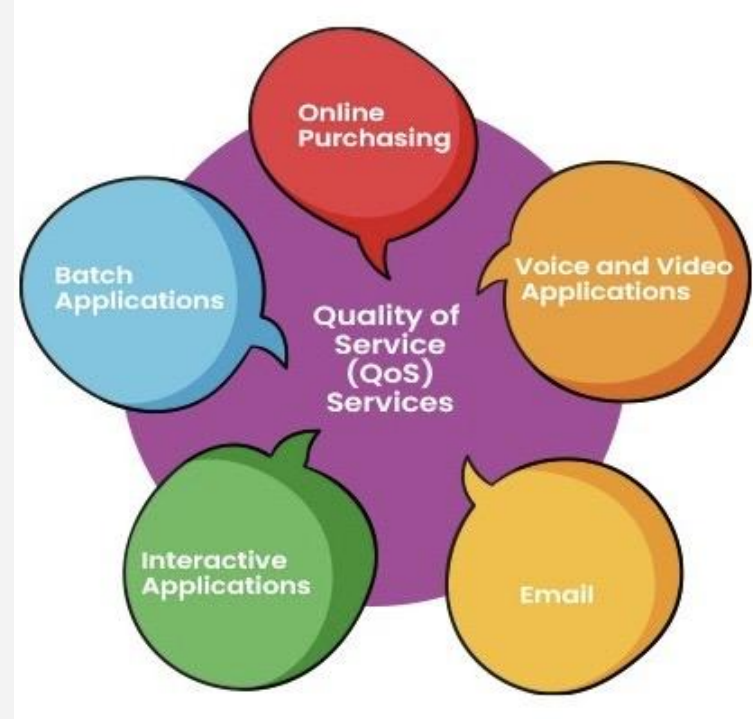 Online
Purchasing
Voice and Video
Applications
Batch
Applications
Quality of
Service
(QoS)
Services
Interactive
Applications
Email